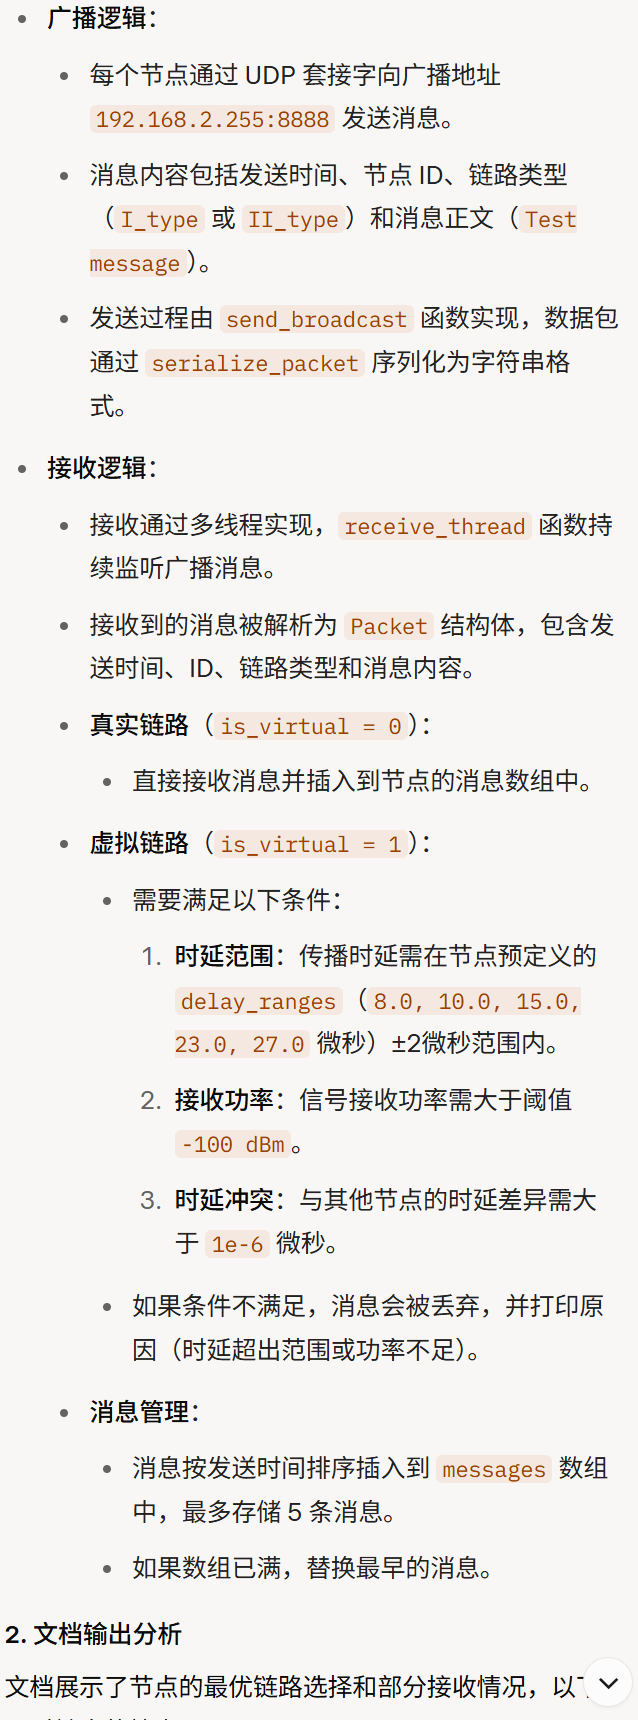 广播逻辑：
每个节点通过 UDP 套接字向广播地址
192.168.2.255:8888 发送消息。
消息内容包括发送时间、节点 ID、链路类型
（I_type 或 II_type）和消息正文（Test
message）。
发送过程由 send_broadcast 函数实现，数据包
通过 serialize_packet 序列化为字符串格
式。
接收逻辑：
接收通过多线程实现，receive_thread 函数持
续监听广播消息。
接收到的消息被解析为 Packet 结构体，包含发
送时间、ID、链路类型和消息内容。
真实链路（is_virtual = 0）：
直接接收消息并插入到节点的消息数组中。
虚拟链路（is_virtual = 1）：
需要满足以下条件：
1. 时延范围：传播时延需在节点预定义的
delay_ranges（8.0, 10.0, 15.0,
23.0, 27.0 微秒）±2微秒范围内。
2. 接收功率：信号接收功率需大于阈值
-100 dBm。
3. 时延冲突：与其他节点的时延差异需大
于 1e-6 微秒。
如果条件不满足，消息会被丢弃，并打印原
因（时延超出范围或功率不足）。
消息管理：
消息按发送时间排序插入到 messages 数组
中，最多存储 5 条消息。
如果数组已满，替换最早的消息。
2. 文档输出分析
文档展示了节点的最优链路选择和部分接收情况，以